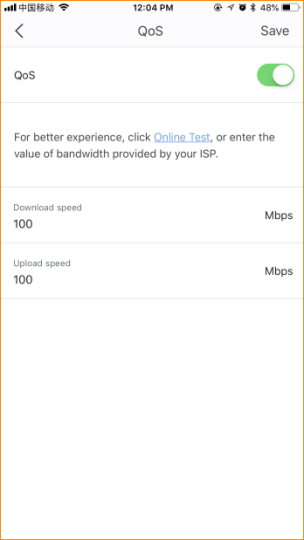 中国移动 12:04 PM 48%
QoS Save
QoS
For better experience, click Online Test, or enter the
value of bandwidth provided by your ISP.
Download speed
100 Mbps
Upload speed
100 Mbps